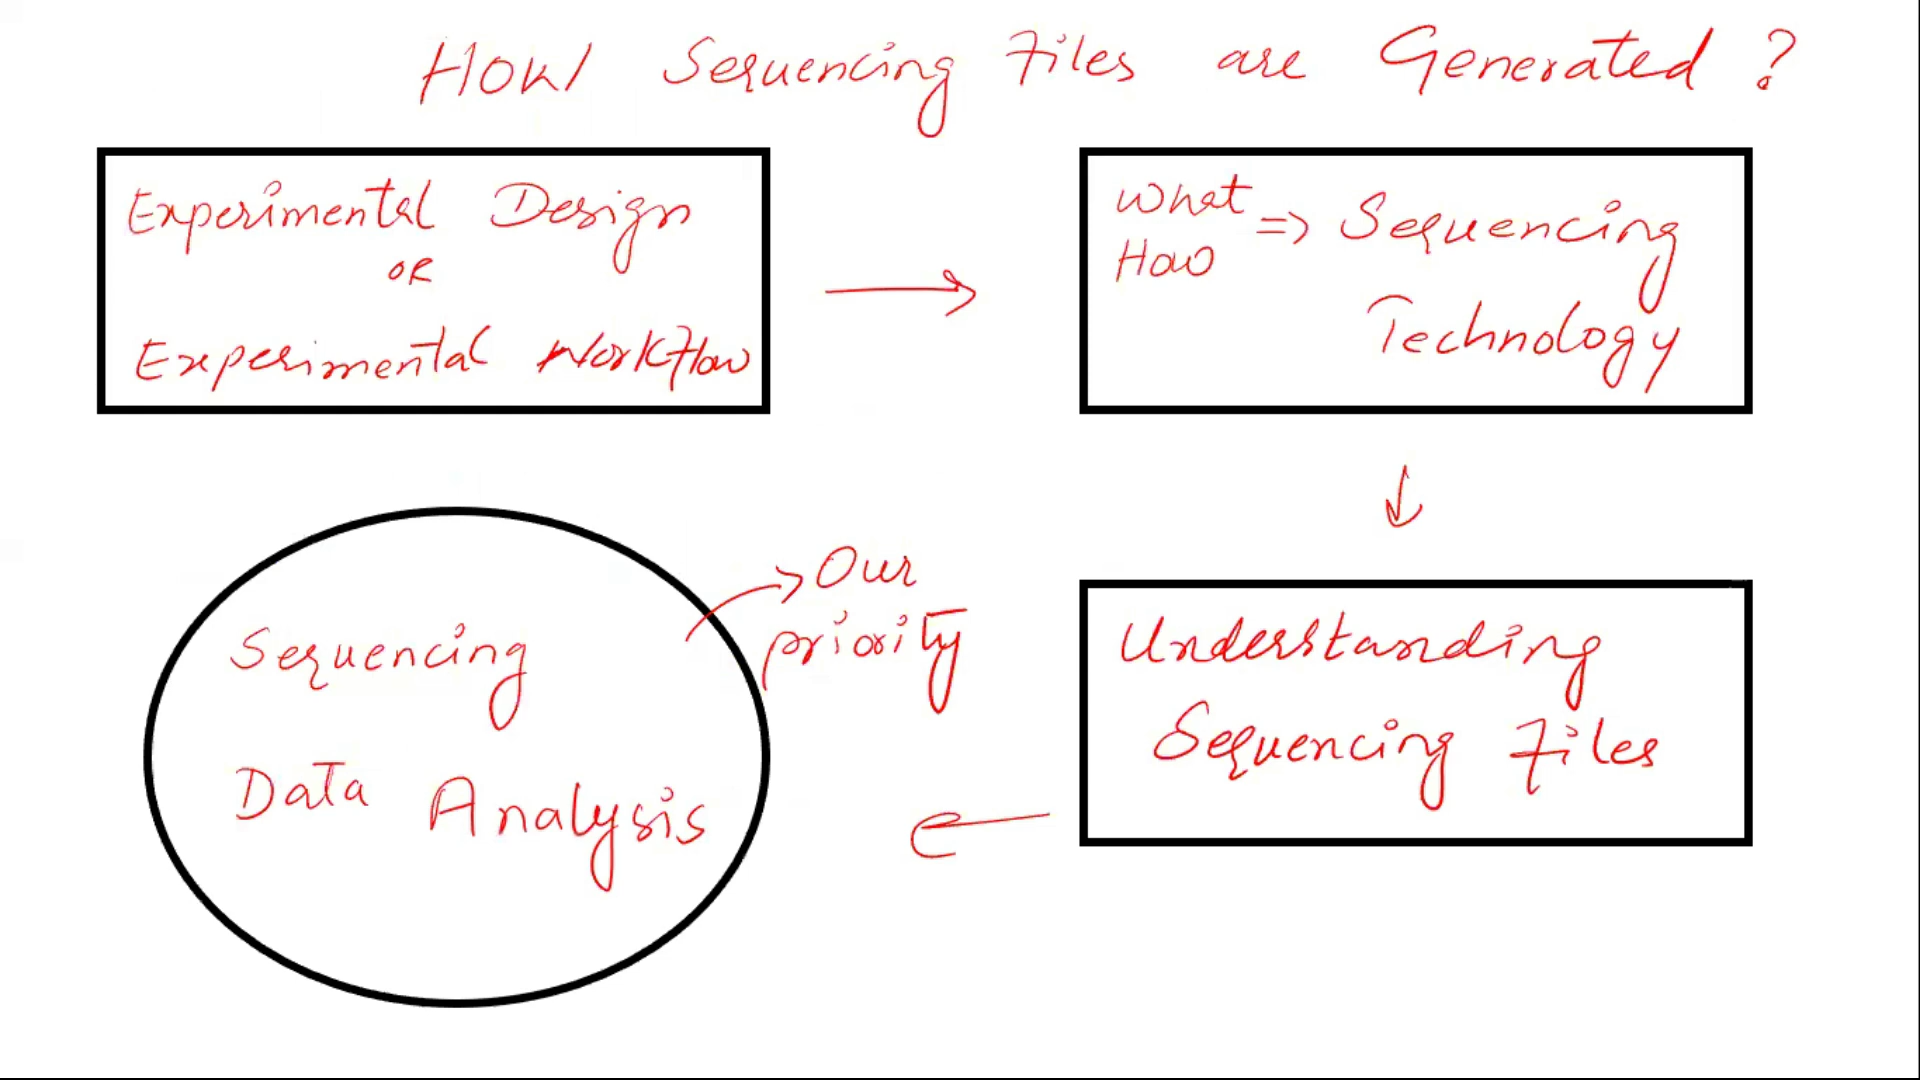 How Sequencing Files are Generated ?
Experimental Design
OR
Experimental Workflow
What
How
=> Sequencing
Technology
Our
priority
Sequencing
Data Analysis
Understanding
Sequencing Files